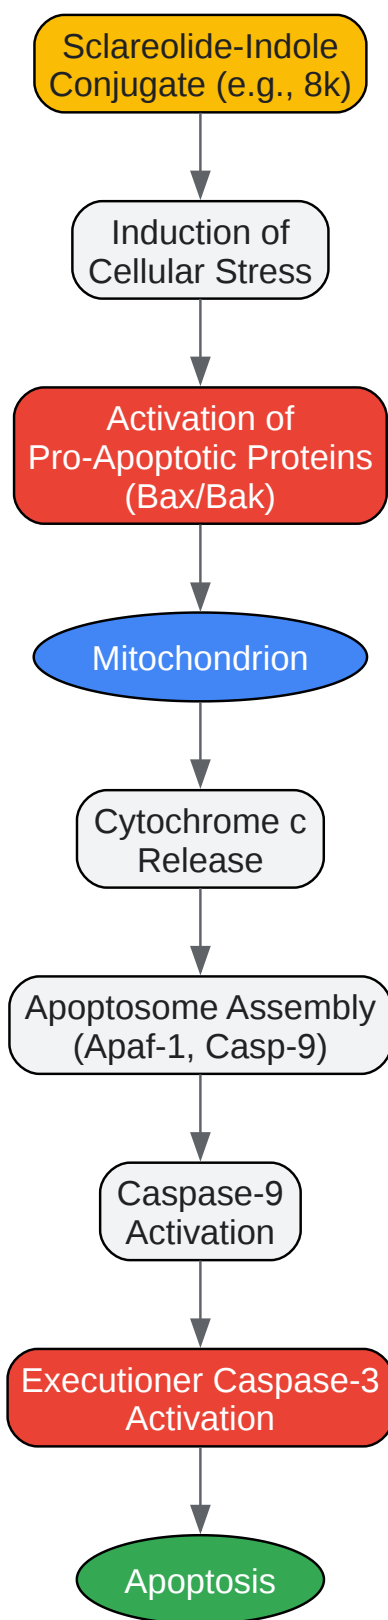 Sclareolide-Indole
Conjugate (e.g., 8k)
Induction of
Cellular Stress
Activation of
Pro-Apoptotic Proteins
(Bax/Bak)
Mitochondrion
Cytochrome c
Release
Apoptosome Assembly
(Apaf-1, Casp-9)
Caspase-9
Activation
Executioner Caspase-3
Activation
Apoptosis